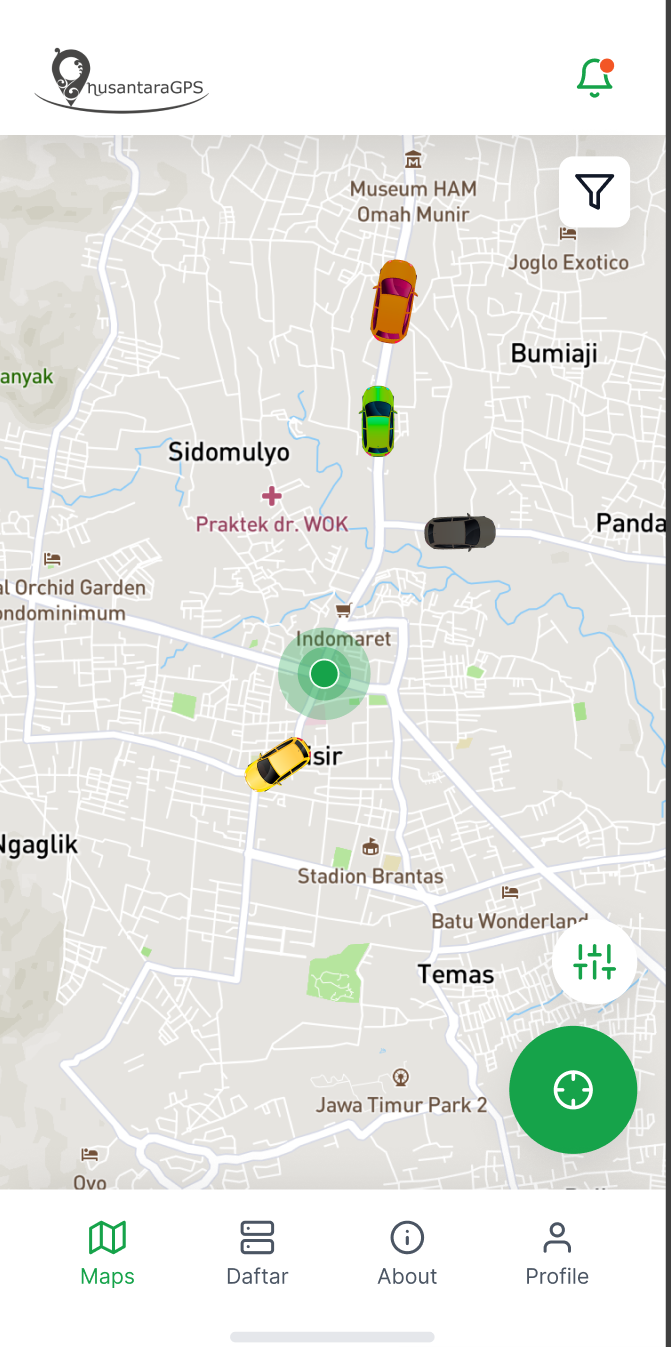 nusantaraGPS
Museum HAM
Omah Munir
Joglo Exotico
Bumiaji
anyak
Sidomulyo
Praktek dr. WOK
Panda
al Orchid Garden
ondominimum
Indomaret
sir
Ngaglik
Stadion Brantas
Batu Wonderland
Temas
Jawa Timur Park 2
Oyo
Maps
Daftar
About
Profile